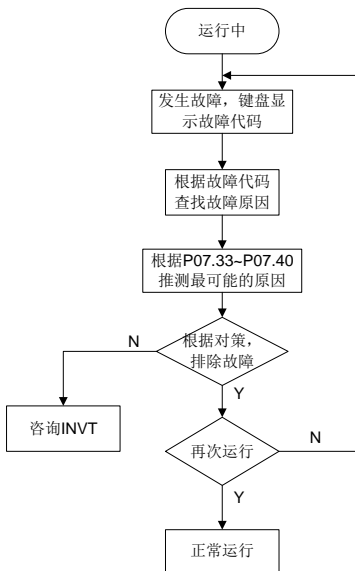 运行中
发生故障，键盘显
示故障代码
根据故障代码
查找故障原因
根据P07.33~P07.40
推测最可能的原因
N
根据对策，
排除故障
Y
咨询INVT
再次运行
N
Y
正常运行